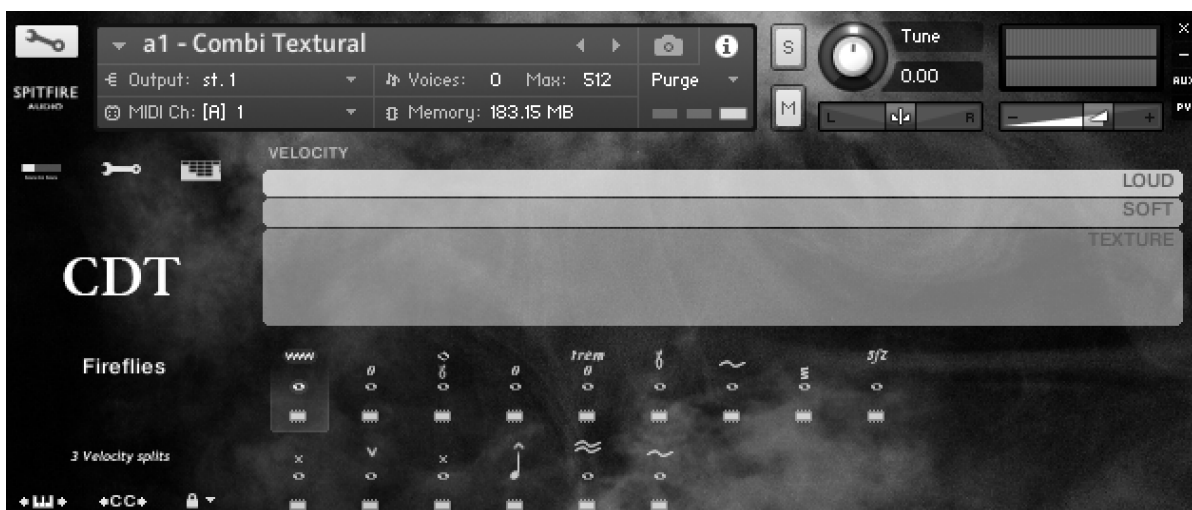 a1 - Combi Textural
S
Tune
X
SPITFIRE
AUDIO
Output: st. 1
Voices: 0 Max: 512
Purge
0.00
AUX
MIDI Ch: [A] 1
Memory: 183.15 MB
M
L
R
PV
VELOCITY
LOUD
SOFT
TEXTURE
CDT
Fireflies
trem
sfz
3 Velocity splits
CC